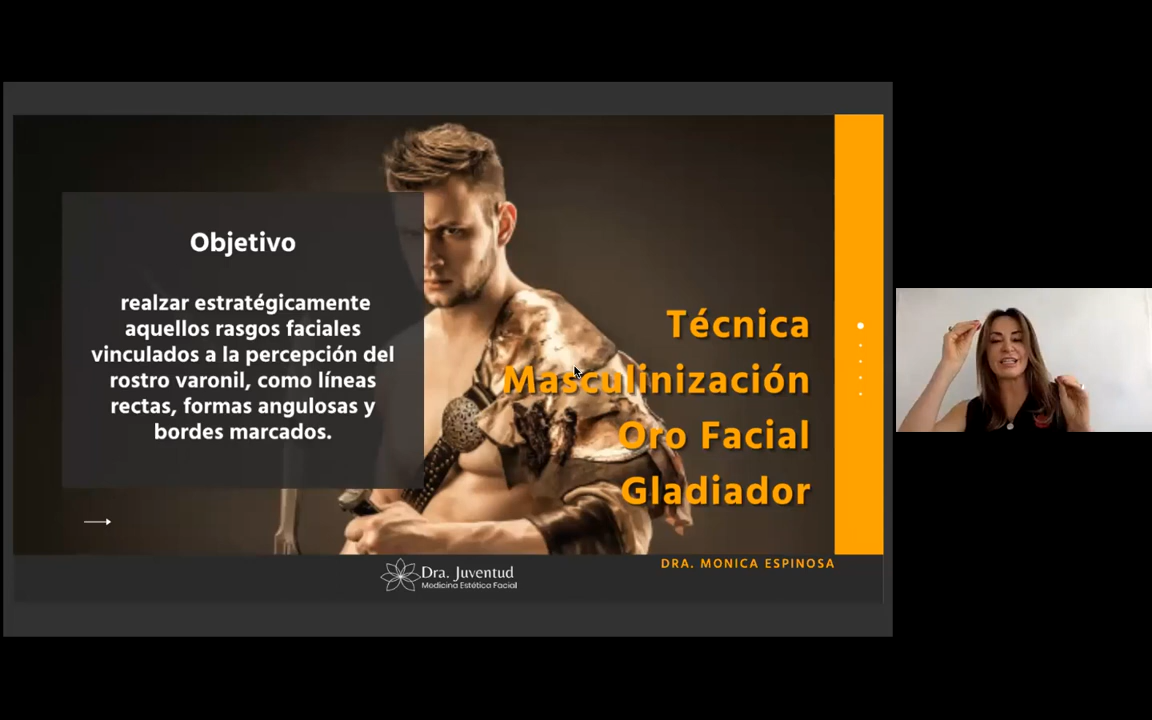 Objetivo
realzar estratégicamente
aquellos rasgos faciales
vinculados a la percepción del
rostro varonil, como líneas
rectas, formas angulosas y
bordes marcados.
Técnica
Masculinización
Oro Facial
Gladiador
DRA. MONICA ESPINOSA
Dra. Juventud
Medicina Estética Facial